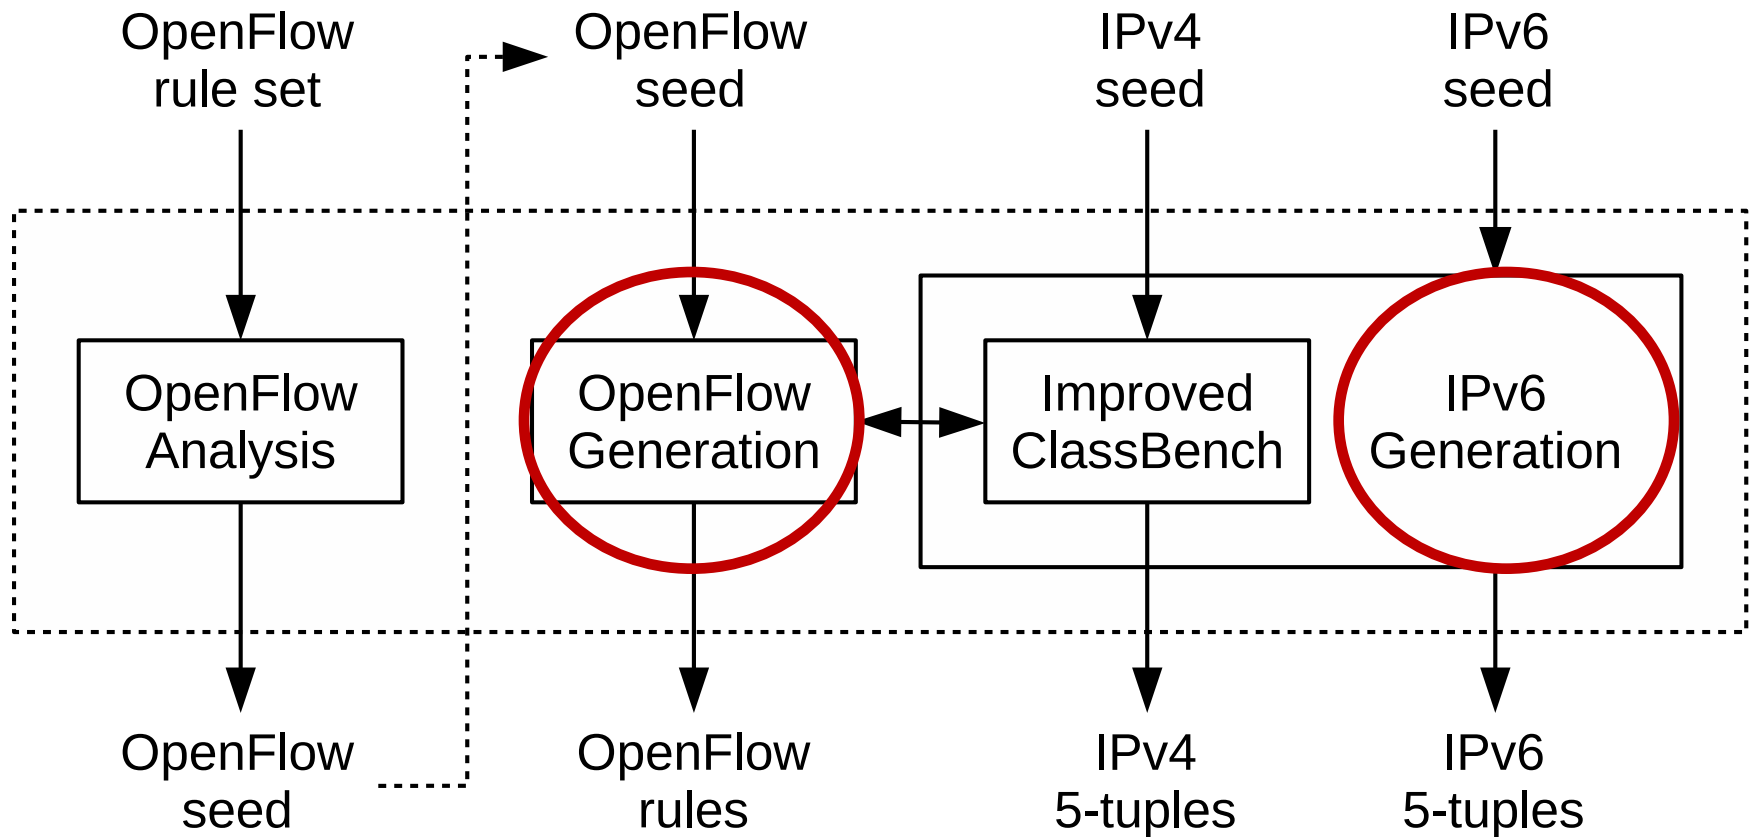 OpenFlow
rule set
OpenFlow
seed
IPv4
seed
IPv6
seed
OpenFlow
Analysis
OpenFlow
Generation
Improved
ClassBench
IPv6
Generation
OpenFlow
seed
OpenFlow
rules
IPv4
5-tuples
IPv6
5-tuples